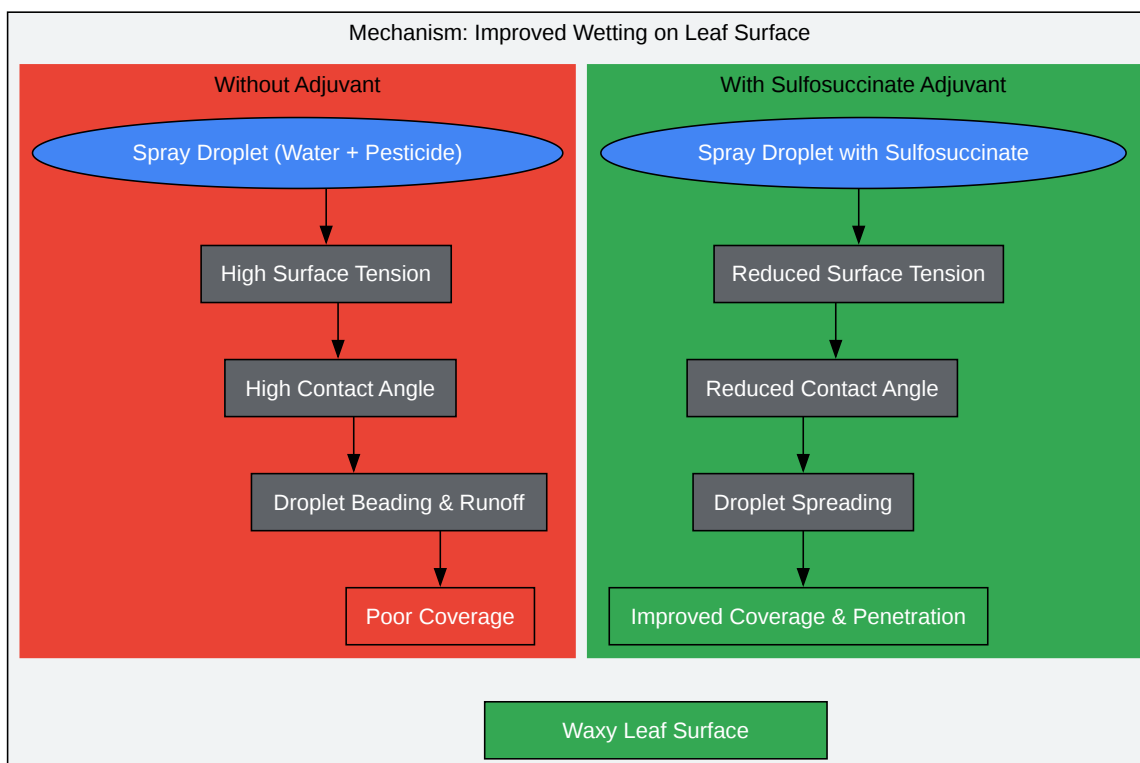 Mechanism: Improved Wetting on Leaf Surface
Without Adjuvant
Spray Droplet (Water + Pesticide)
High Surface Tension
High Contact Angle
Droplet Beading & Runoff
Poor Coverage
With Sulfosuccinate Adjuvant
Spray Droplet with Sulfosuccinate
Reduced Surface Tension
Reduced Contact Angle
Droplet Spreading
Improved Coverage & Penetration
Waxy Leaf Surface